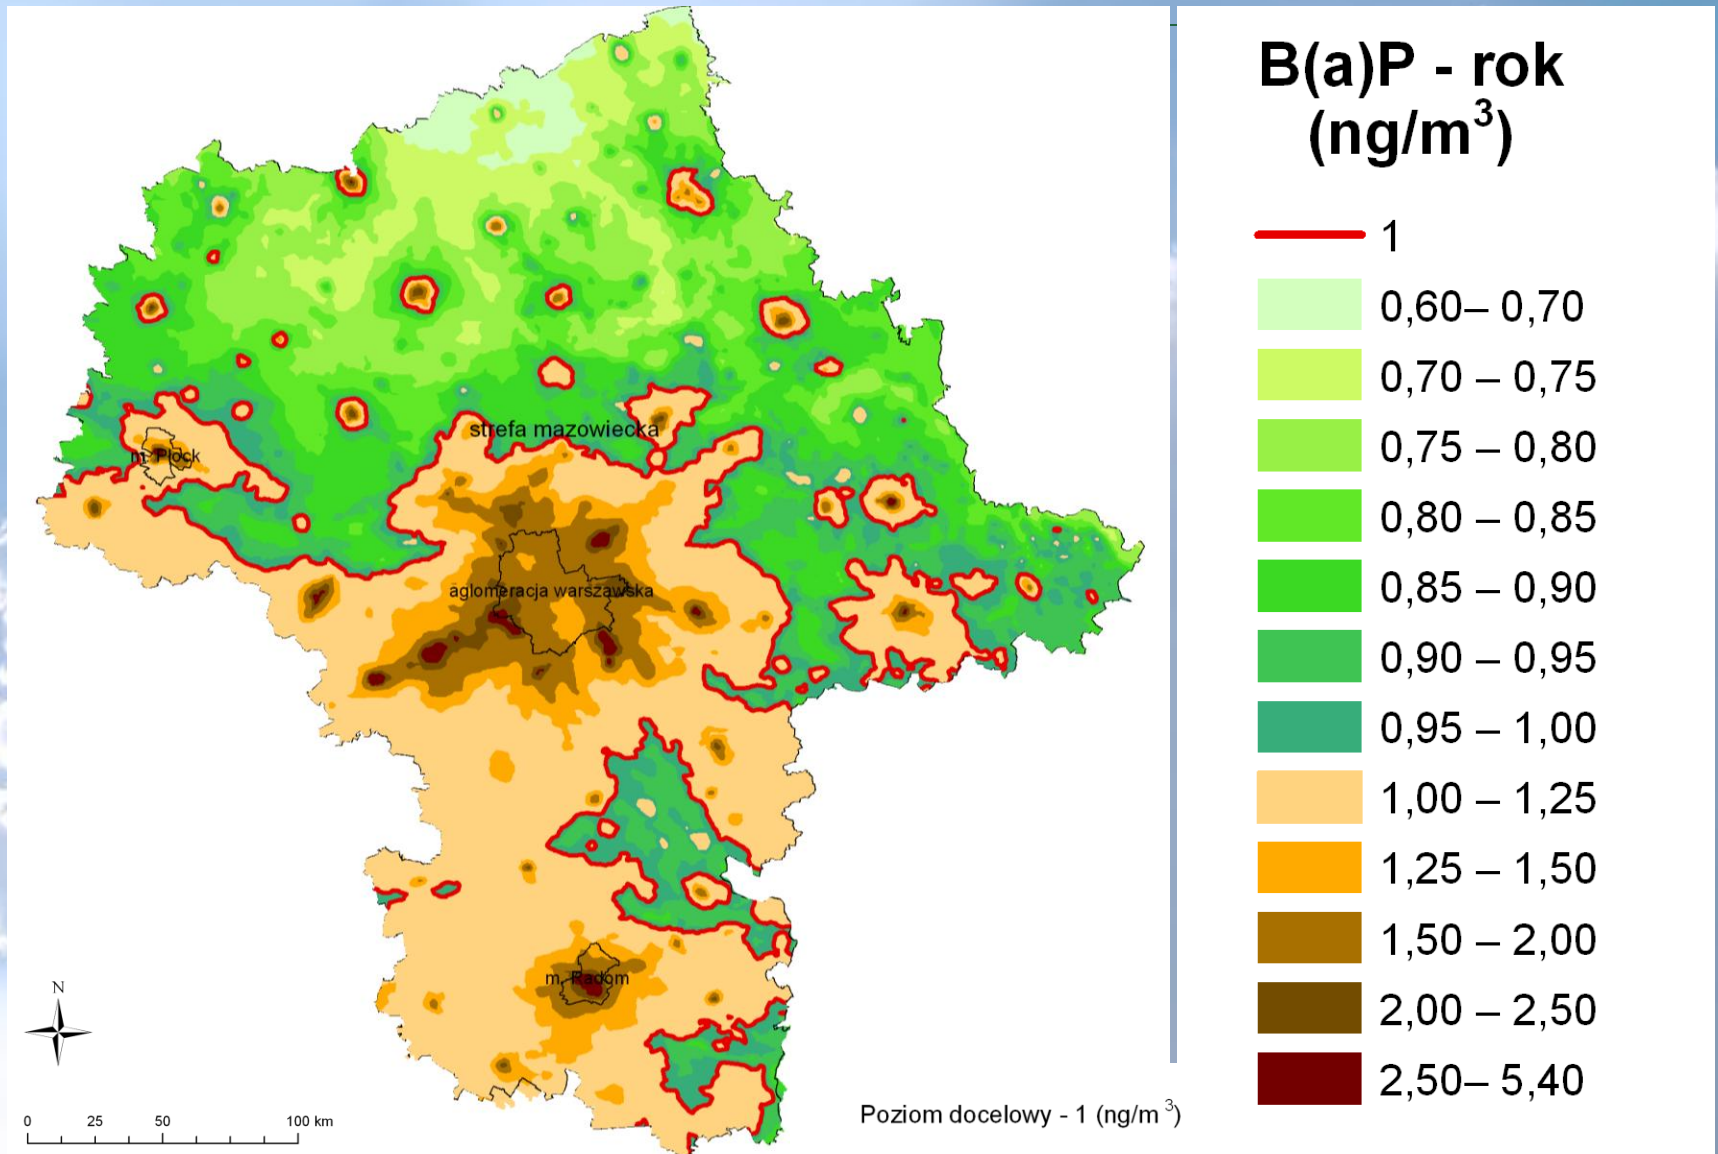 B(a)P - rok
(ng/m³)
1
0,60– 0,70
0,70 – 0,75
0,75 – 0,80
0,80 – 0,85
0,85 – 0,90
0,90 – 0,95
0,95 – 1,00
1,00 – 1,25
1,25 – 1,50
1,50 – 2,00
2,00 – 2,50
2,50– 5,40
strefa mazowiecka
m. Płock
aglomeracja warszawska
m. Radom
N
0 25 50 100 km
Poziom docelowy - 1 (ng/m ³)